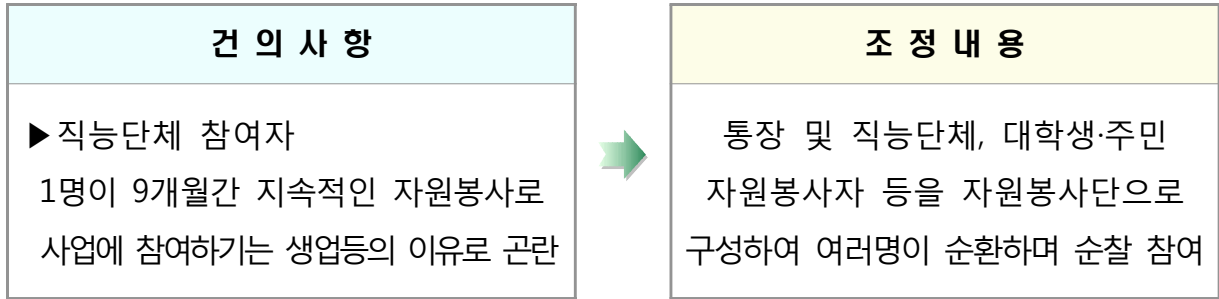 건 의 사 항
▶직능단체 참여자
1명이 9개월간 지속적인 자원봉사로
사업에 참여하기는 생업등의 이유로 곤란
조 정 내 용
통장 및 직능단체, 대학생·주민
자원봉사자 등을 자원봉사단으로
구성하여 여러명이 순환하며 순찰 참여